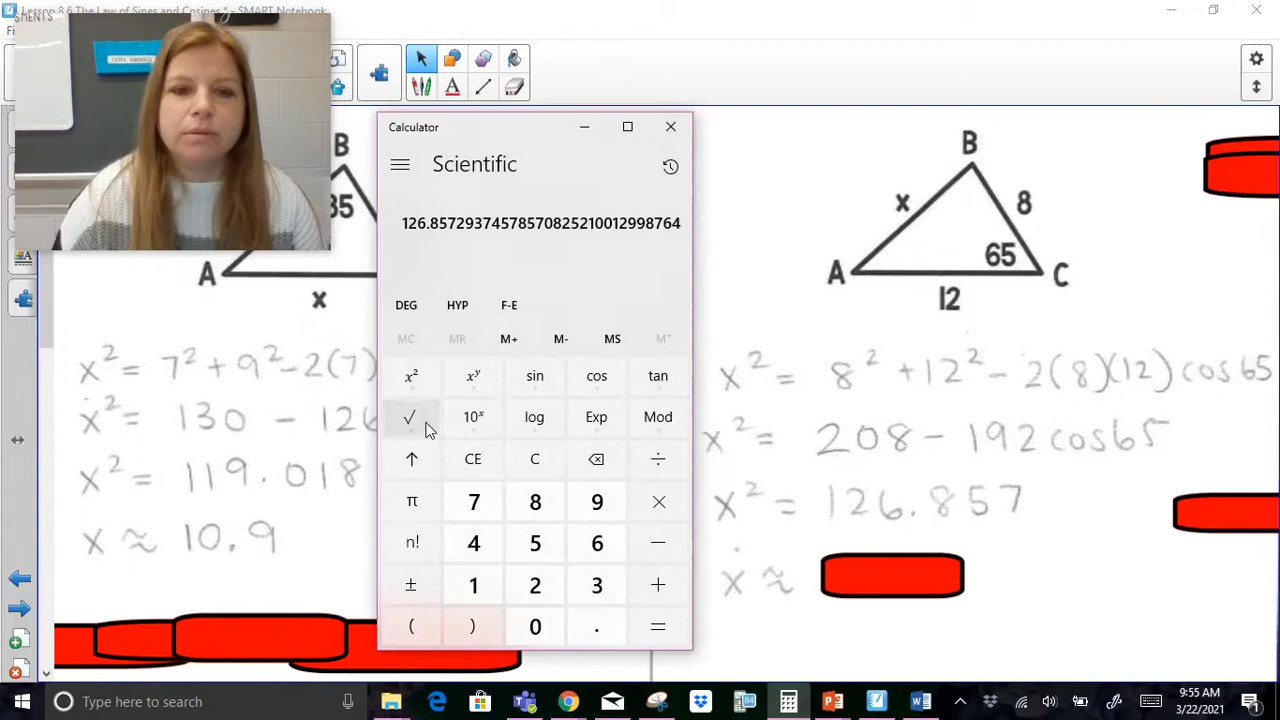 Lesson 8.6 The Law of Sines and Cosines * - SMART Notebook
Calculator
Scientific
126.85729374578570825210012998764
DEG HYP F-E
MC MR M+ M- MS
x² xʸ sin cos tan
√ 10ˣ log Exp Mod
↑ CE C ÷
π 7 8 9 ×
n! 4 5 6 −
± 1 2 3 +
( ) 0 . =
B
A
x
x² = 7² + 9² - 2(7)
x² = 130 - 126
x² = 119.018
x ≈ 10.9
B
x 8
65
A C
12
x² = 8² + 12² - 2(8)(12) cos 65
x² = 208 - 192 cos 65
x² = 126.857
x ≈
Type here to search
9:55 AM
3/22/2021